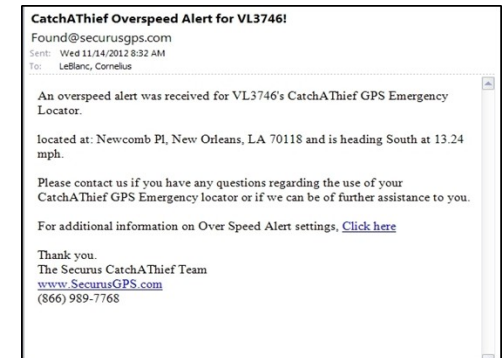 CatchAThief Overspeed Alert for VL3746!
Found@securusgps.com
Sent: Wed 11/14/2012 8:32 AM
To: LeBlanc, Cornelius
An overspeed alert was received for VL3746's CatchAThief GPS Emergency
Locator.
located at: Newcomb Pl, New Orleans, LA 70118 and is heading South at 13.24
mph.
Please contact us if you have any questions regarding the use of your
CatchAThief GPS Emergency locator or if we can be of further assistance to you.
For additional information on Over Speed Alert settings, Click here
Thank you.
The Securus CatchAThief Team
www.SecurusGPS.com
(866) 989-7768